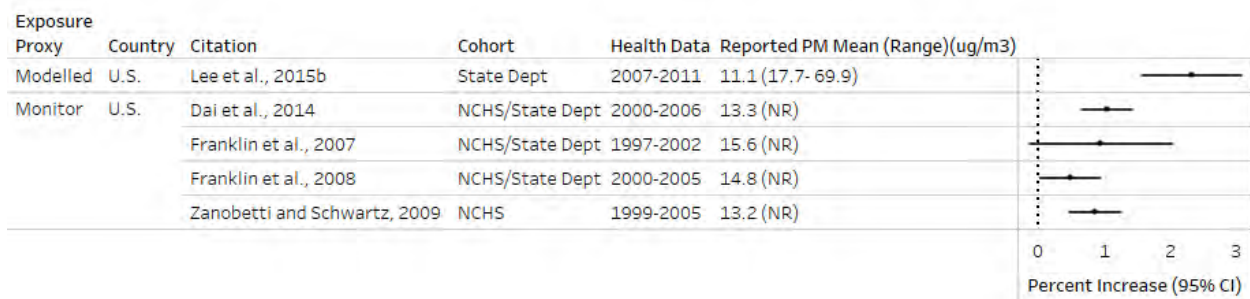 Exposure
Proxy Country Citation Cohort Health Data Reported PM Mean (Range)(ug/m3)
Modelled U.S. Lee et al., 2015b State Dept 2007-2011 11.1 (17.7- 69.9)
Monitor U.S. Dai et al., 2014 NCHS/State Dept 2000-2006 13.3 (NR)
Franklin et al., 2007 NCHS/State Dept 1997-2002 15.6 (NR)
Franklin et al., 2008 NCHS/State Dept 2000-2005 14.8 (NR)
Zanobetti and Schwartz, 2009 NCHS 1999-2005 13.2 (NR)
0 1 2 3
Percent Increase (95% CI)